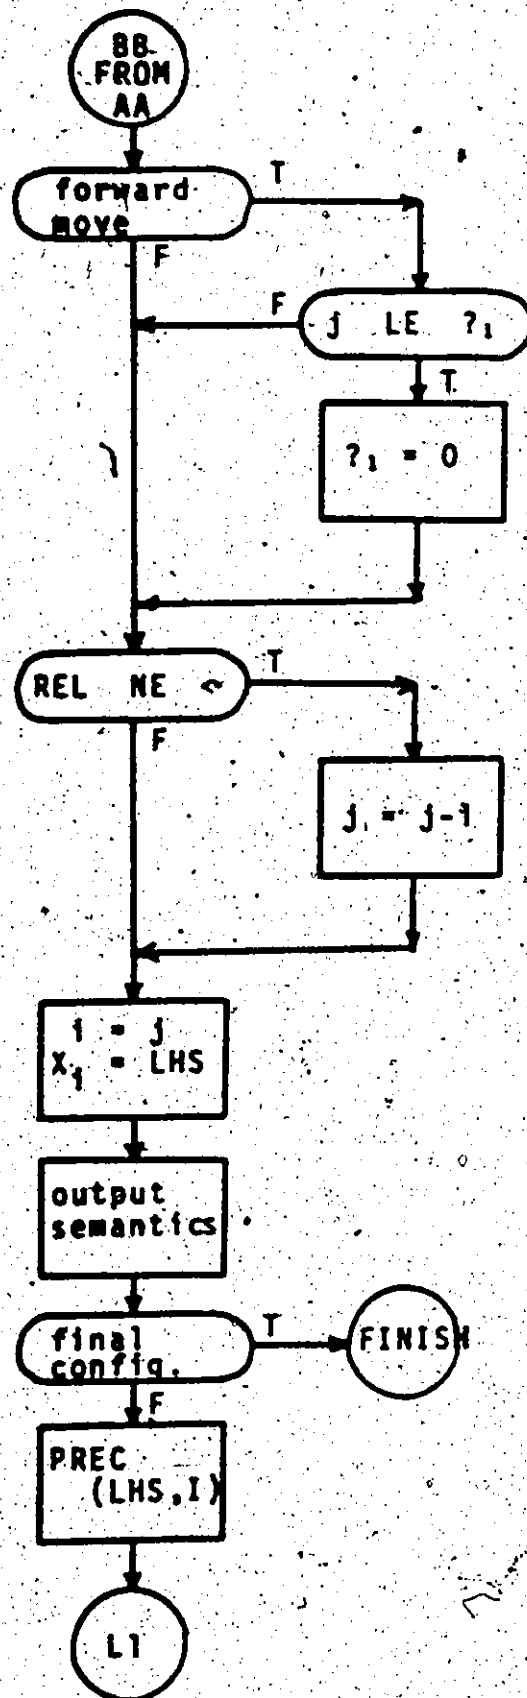 BB
FROM
AA
T
forward
move
F
F
j LE ?₁
T
?₁ = 0
T
REL NE ~
F
j = j-1
i = j
X_i = LHS
output
semantics
T
final
config.
FINISH
F
PREC
(LHS,I)
L1